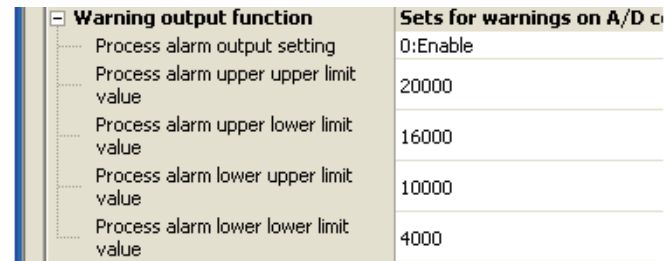 Warning output function Sets for warnings on A/D c
Process alarm output setting 0:Enable
Process alarm upper upper limit
value 20000
Process alarm upper lower limit
value 16000
Process alarm lower upper limit
value 10000
Process alarm lower lower limit
value 4000